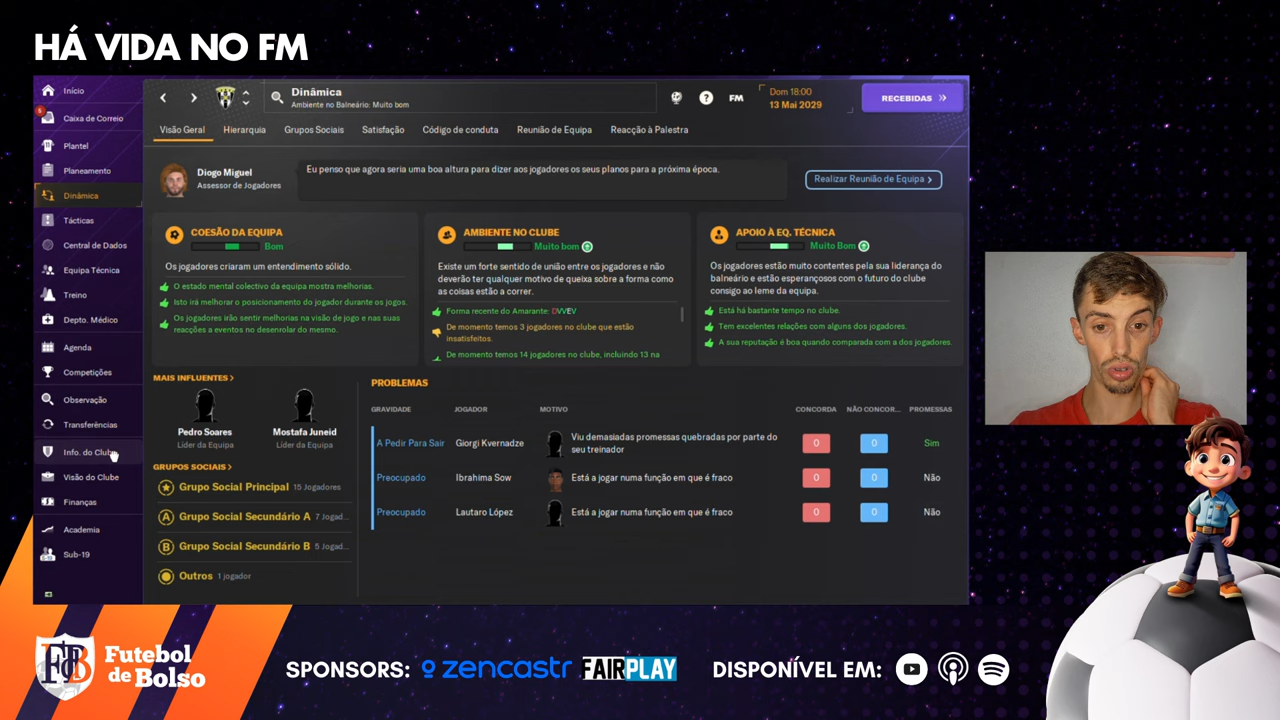 HÁ VIDA NO FM
Início
Caixa de Correio
Plantel
Planeamento
Dinâmica
Tácticas
Central de Dados
Equipa Técnica
Treino
Depto. Médico
Agenda
Competições
Observação
Transferências
Info. do Clube
Visão do Clube
Finanças
Academia
Sub-19
Dinâmica
Ambiente no Balneário: Muito bom
FM
Dom 18:00
13 Mai 2029
RECEBIDAS
Visão Geral Hierarquia Grupos Sociais Satisfação Código de conduta Reunião de Equipa Reacção à Palestra
Diogo Miguel
Assessor de Jogadores
Eu penso que agora seria uma boa altura para dizer aos jogadores os seus planos para a próxima época.
Realizar Reunião de Equipa >
COESÃO DA EQUIPA
Bom
Os jogadores criaram um entendimento sólido.
O estado mental colectivo da equipa mostra melhorias.
Isto irá melhorar o posicionamento do jogador durante os jogos.
Os jogadores irão sentir melhorias na visão de jogo e nas suas
reacções a eventos no desenrolar do mesmo.
AMBIENTE NO CLUBE
Muito bom
Existe um forte sentido de união entre os jogadores e não
deverão ter qualquer motivo de queixa sobre a forma como
as coisas estão a correr.
Forma recente do Amarante: DVVEV
De momento temos 3 jogadores no clube que estão
insatisfeitos.
De momento temos 14 jogadores no clube, incluindo 13 na
APOIO À EQ. TÉCNICA
Muito Bom
Os jogadores estão muito contentes pela sua liderança do
balneário e estão esperançosos com o futuro do clube
consigo ao leme da equipa.
Está há bastante tempo no clube.
Tem excelentes relações com alguns dos jogadores.
A sua reputação é boa quando comparada com a dos jogadores.
MAIS INFLUENTES >
Pedro Soares
Líder da Equipa
Mostafa Juneid
Líder da Equipa
GRUPOS SOCIAIS >
Grupo Social Principal 15 Jogadores
A Grupo Social Secundário A 7 Jogad...
B Grupo Social Secundário B 5 Jogad...
Outros 1 jogador
PROBLEMAS
GRAVIDADE JOGADOR MOTIVO CONCORDA NÃO CONCOR... PROMESSAS
A Pedir Para Sair Giorgi Kvernadze Viu demasiadas promessas quebradas por parte do
seu treinador 0 0 Sim
Preocupado Ibrahima Sow Está a jogar numa função em que é fraco 0 0 Não
Preocupado Lautaro López Está a jogar numa função em que é fraco 0 0 Não
FdB
Futebol
de Bolso
SPONSORS: zencastr FAIRPLAY DISPONÍVEL EM: